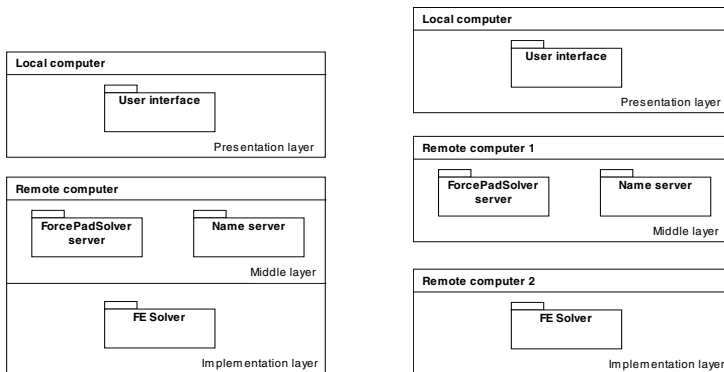 Local computer
User interface
Presentation layer
Remote computer
ForcePadSolver
server
Name server
Middle layer
FE Solver
Implementation layer
Local computer
User interface
Presentation layer
Remote computer 1
ForcePadSolver
server
Name server
Middle layer
Remote computer 2
FE Solver
Implementation layer